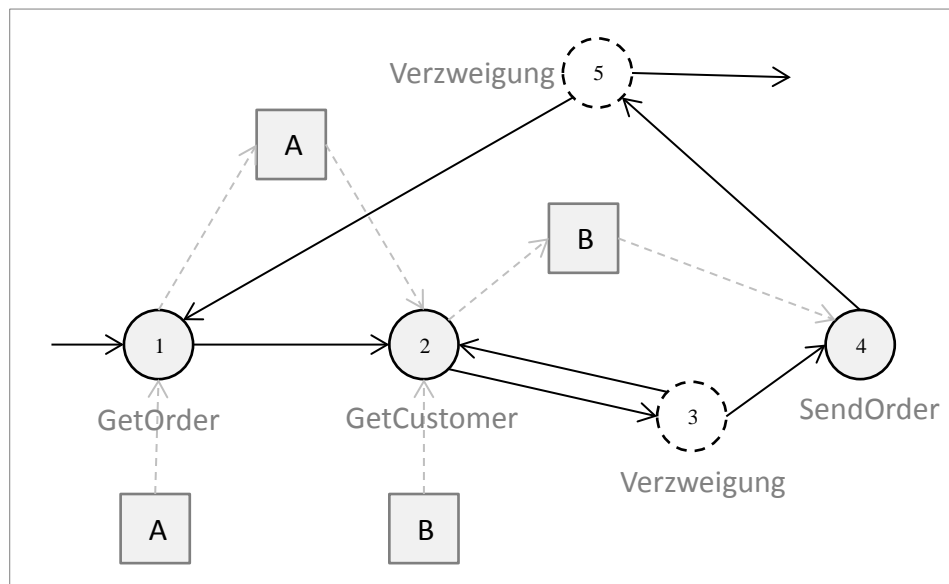 Verzweigung
5
A
B
1
2
4
GetOrder
GetCustomer
3
SendOrder
Verzweigung
A
B